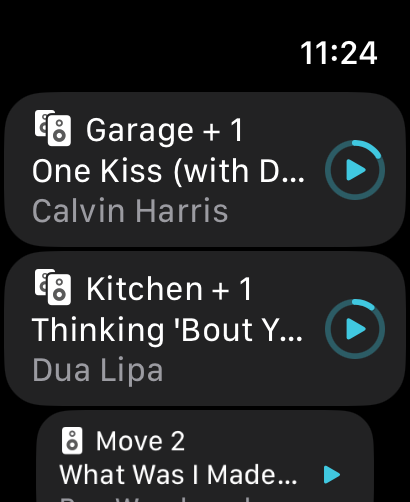 11:24
Garage + 1
One Kiss (with D...
Calvin Harris
Kitchen + 1
Thinking 'Bout Y...
Dua Lipa
Move 2
What Was I Made...